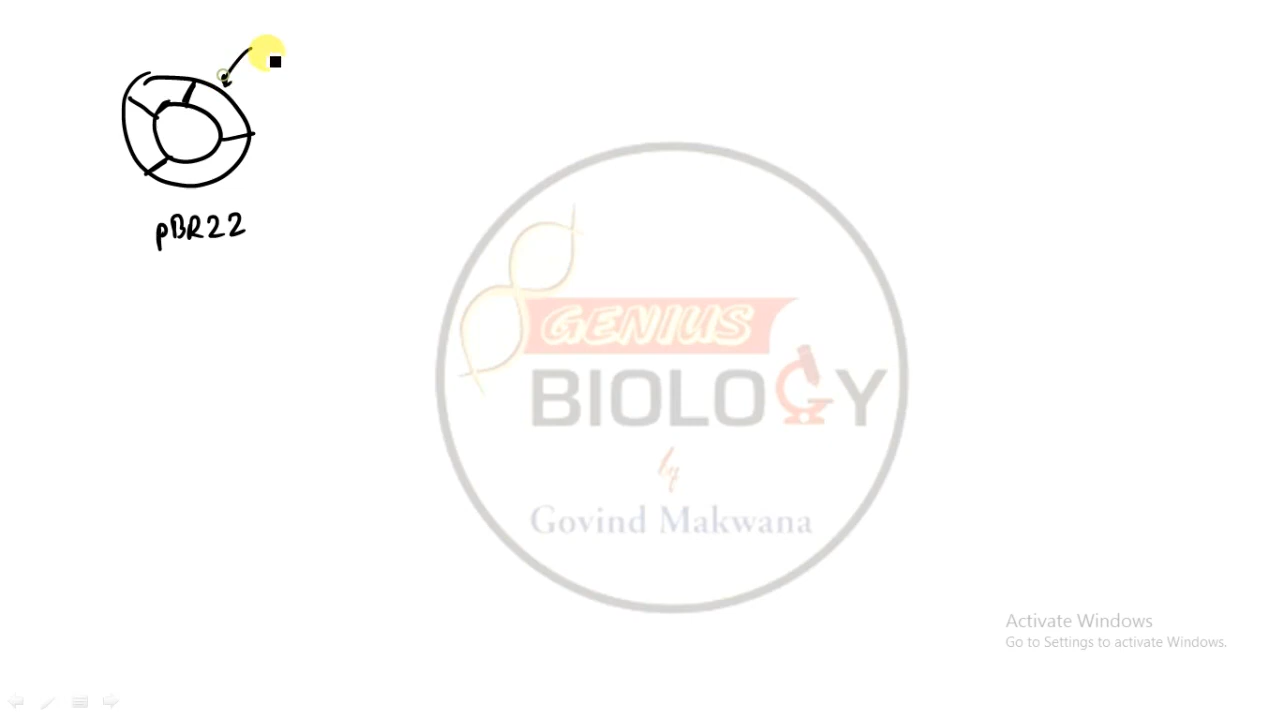 pBR22
GENIUS
BIOLOGY
by
Govind Makwana
Activate Windows
Go to Settings to activate Windows.